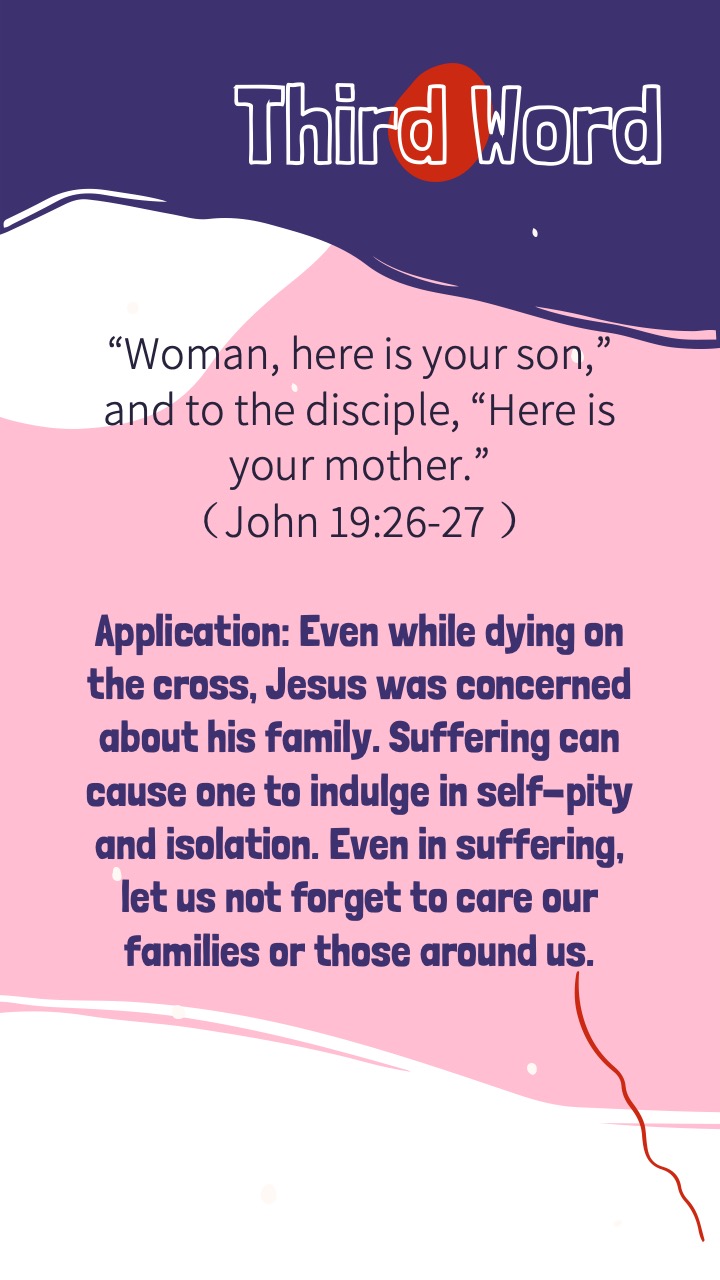 Third Word
“Woman, here is your son,”
and to the disciple, “Here is
your mother.”
（John 19:26-27 ）
Application: Even while dying on
the cross, Jesus was concerned
about his family. Suffering can
cause one to indulge in self-pity
and isolation. Even in suffering,
let us not forget to care our
families or those around us.